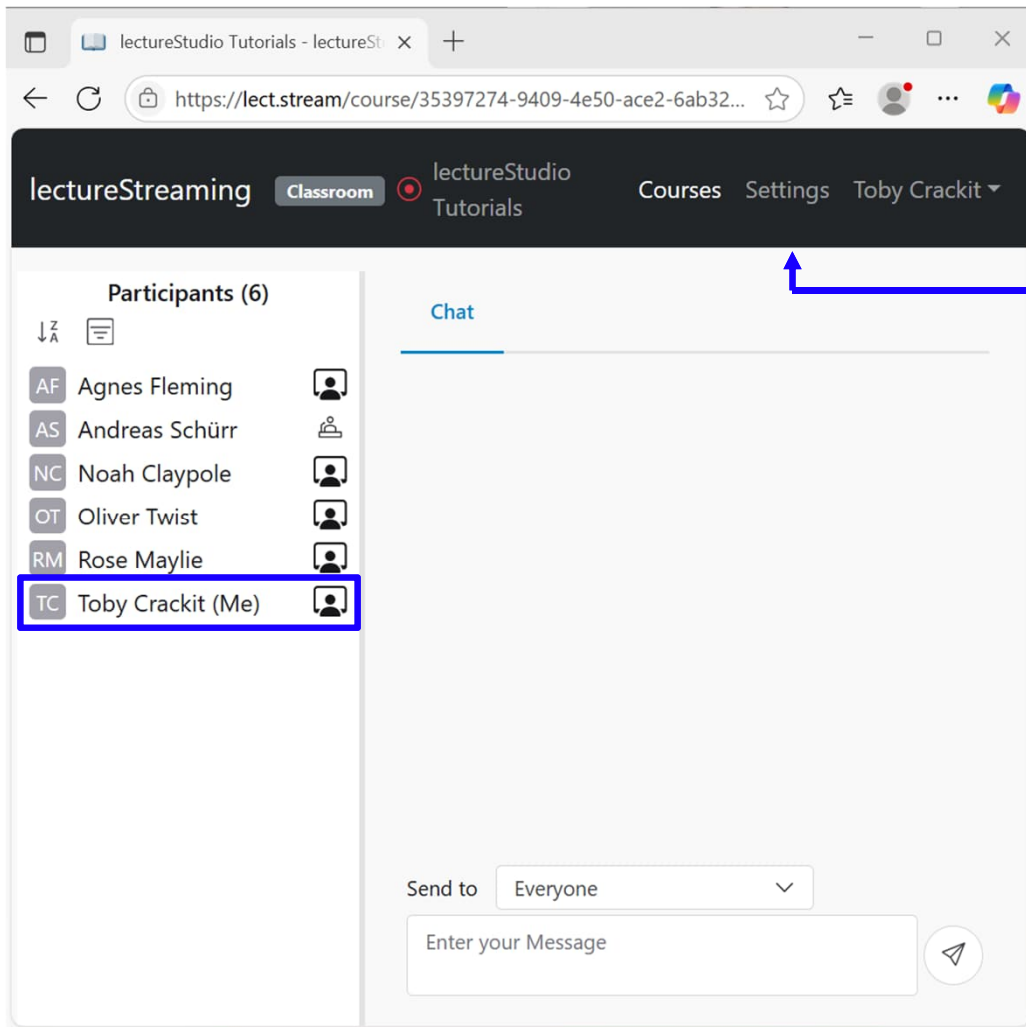 lectureStudio Tutorials - lectureSt
https://lect.stream/course/35397274-9409-4e50-ace2-6ab32...
lectureStreaming Classroom lectureStudio Tutorials Courses Settings Toby Crackit
Participants (6)
Z
A
Chat
AF Agnes Fleming
AS Andreas Schürr
NC Noah Claypole
OT Oliver Twist
RM Rose Maylie
TC Toby Crackit (Me)
Send to Everyone
Enter your Message